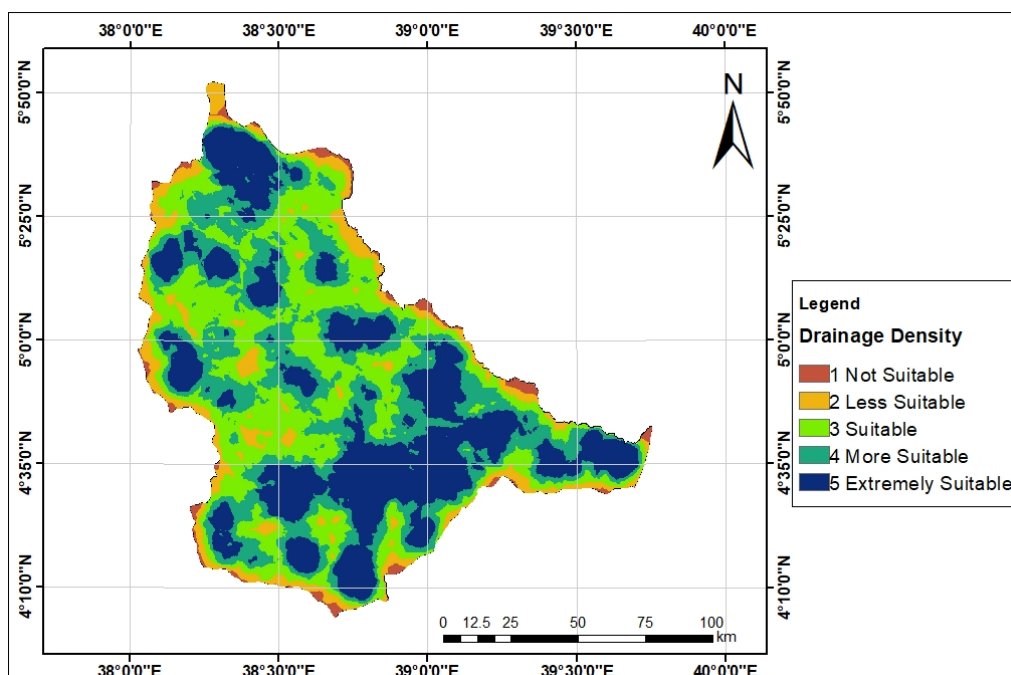 38°0'0"E 38°30'0"E 39°0'0"E 39°30'0"E 40°0'0"E
5°50'0"N 5°50'0"N
N
5°25'0"N 5°25'0"N
5°0'0"N 5°0'0"N
4°35'0"N 4°35'0"N
4°10'0"N 4°10'0"N
Legend
Drainage Density
1 Not Suitable
2 Less Suitable
3 Suitable
4 More Suitable
5 Extremely Suitable
0 12.5 25 50 75 100
km
38°0'0"E 38°30'0"E 39°0'0"E 39°30'0"E 40°0'0"E